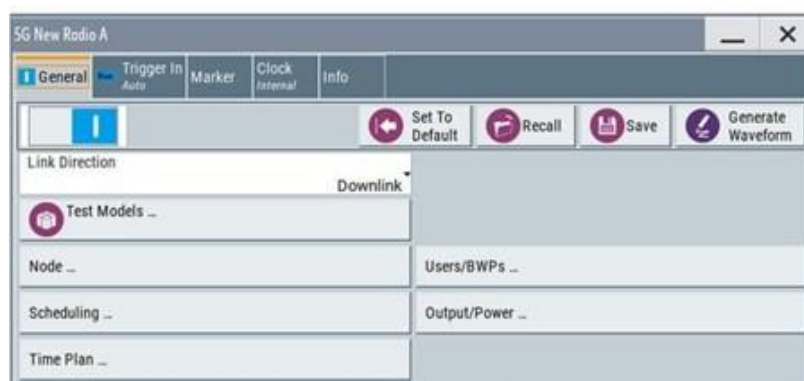 5G New Rodio A
General
Trigger In
Auto
Marker
Clock
Internal
Info
Set To
Default
Recall
Save
Generate
Waveform
Link Direction
Downlink
Test Models ...
Node ...
Users/BWPs ...
Scheduling ...
Output/Power ...
Time Plan ...